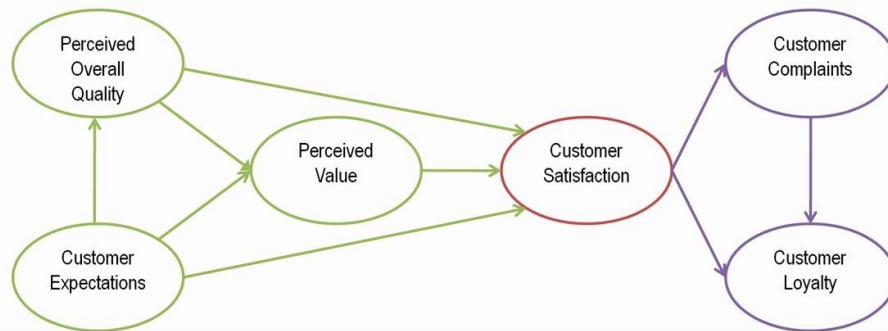 Perceived
Overall
Quality
Customer
Expectations
Perceived
Value
Customer
Satisfaction
Customer
Complaints
Customer
Loyalty